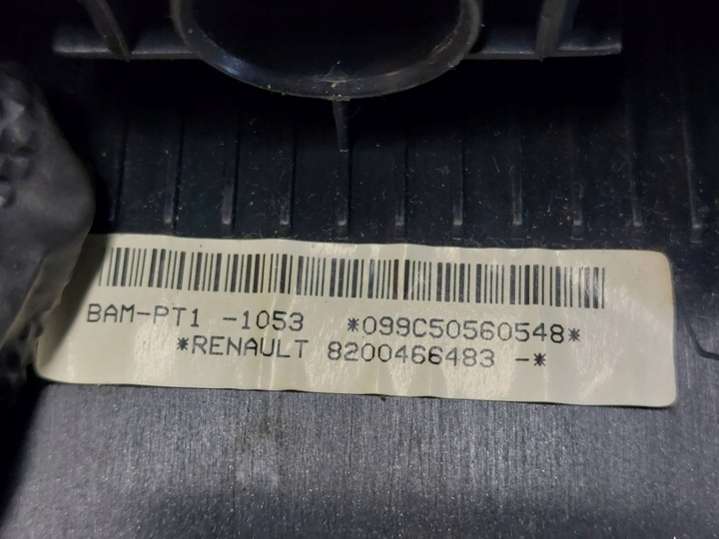 BAM-PT1 -1053 *099C50560548*
*RENAULT 8200466483 -*